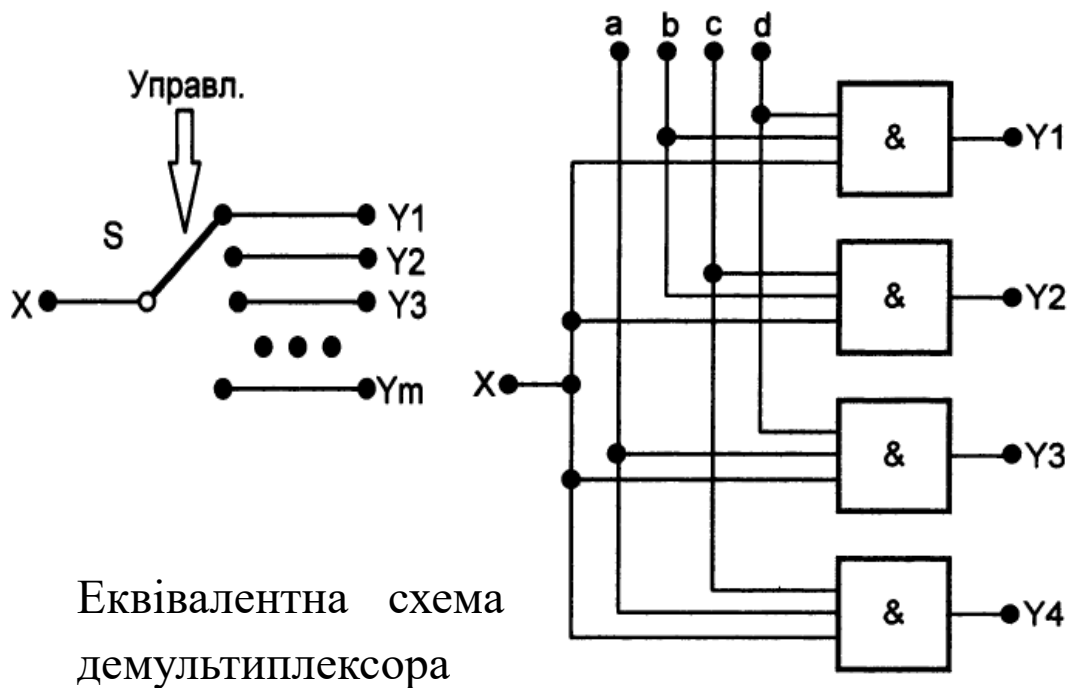 Управл.
S
X
Y1
Y2
Y3
Ym
a b c d
X
&
Y1
&
Y2
&
Y3
&
Y4
Еквівалентна схема
демультиплексора